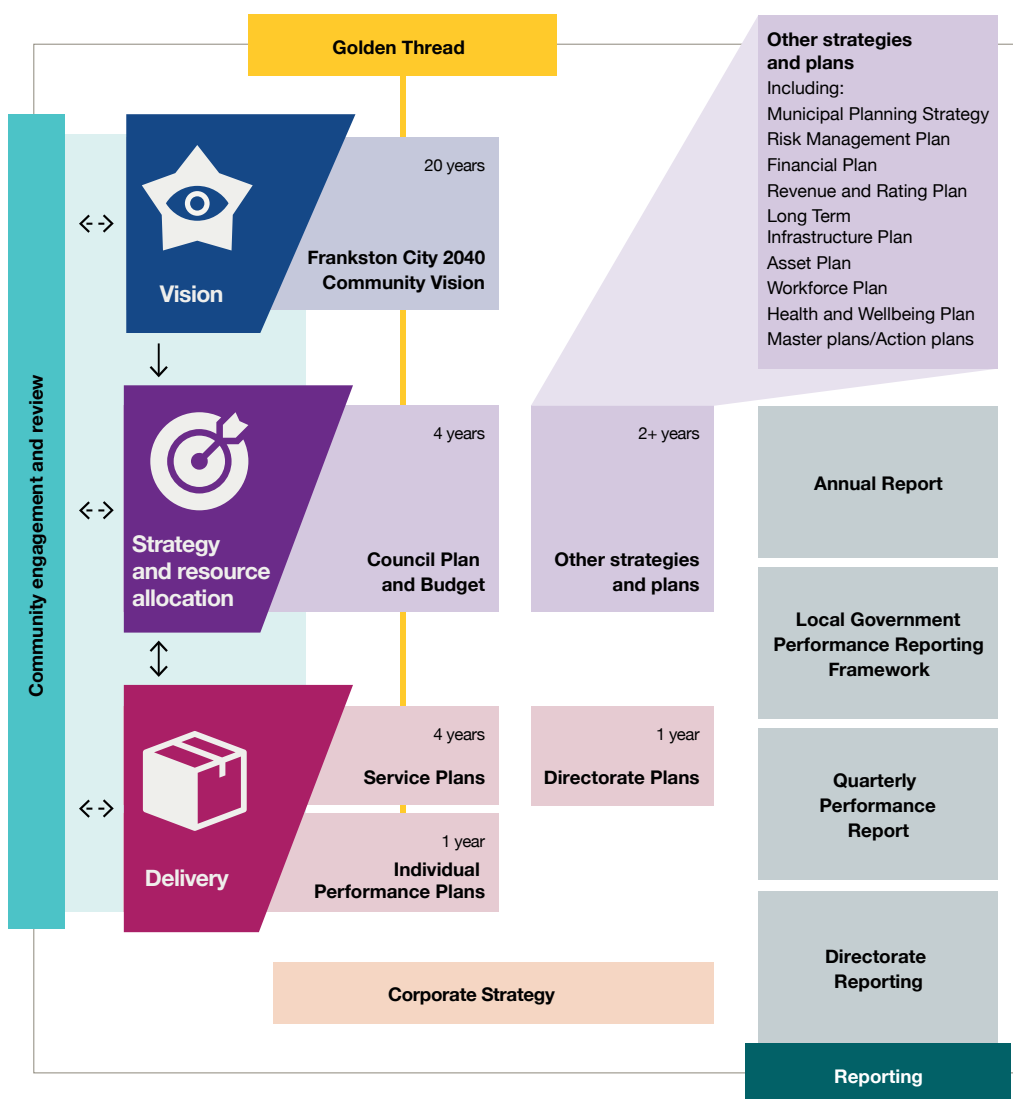 Golden Thread
Community engagement and review
Vision
20 years
Frankston City 2040
Community Vision
Strategy
and resource
allocation
4 years
Council Plan
and Budget
2+ years
Other strategies
and plans
Other strategies
and plans
Including:
Municipal Planning Strategy
Risk Management Plan
Financial Plan
Revenue and Rating Plan
Long Term
Infrastructure Plan
Asset Plan
Workforce Plan
Health and Wellbeing Plan
Master plans/Action plans
Delivery
4 years
Service Plans
1 year
Directorate Plans
1 year
Individual
Performance Plans
Corporate Strategy
Annual Report
Local Government
Performance Reporting
Framework
Quarterly
Performance
Report
Directorate
Reporting
Reporting